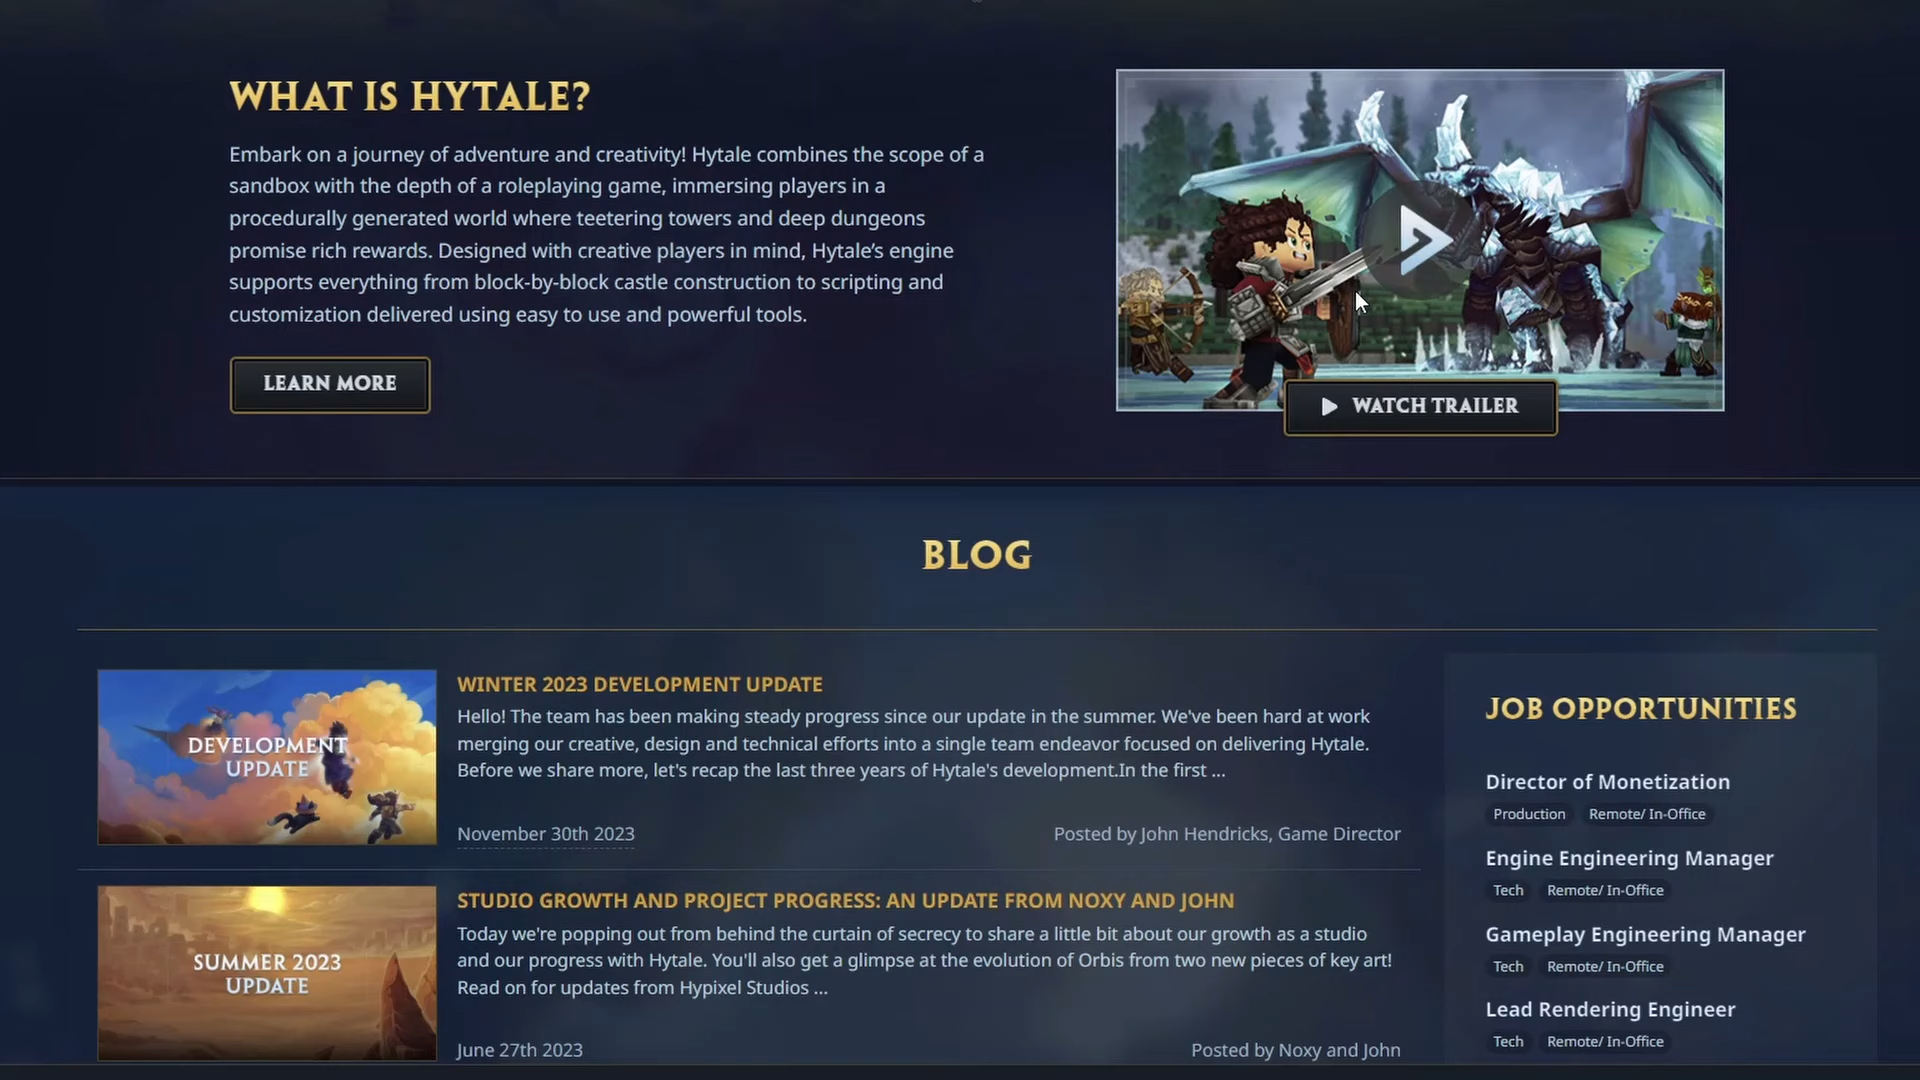 WHAT IS HYTALE?
Embark on a journey of adventure and creativity! Hytale combines the scope of a
sandbox with the depth of a roleplaying game, immersing players in a
procedurally generated world where teetering towers and deep dungeons
promise rich rewards. Designed with creative players in mind, Hytale’s engine
supports everything from block-by-block castle construction to scripting and
customization delivered using easy to use and powerful tools.
LEARN MORE
WATCH TRAILER
BLOG
DEVELOPMENT
UPDATE
WINTER 2023 DEVELOPMENT UPDATE
Hello! The team has been making steady progress since our update in the summer. We've been hard at work
merging our creative, design and technical efforts into a single team endeavor focused on delivering Hytale.
Before we share more, let's recap the last three years of Hytale's development.In the first ...
November 30th 2023
Posted by John Hendricks, Game Director
SUMMER 2023
UPDATE
STUDIO GROWTH AND PROJECT PROGRESS: AN UPDATE FROM NOXY AND JOHN
Today we're popping out from behind the curtain of secrecy to share a little bit about our growth as a studio
and our progress with Hytale. You'll also get a glimpse at the evolution of Orbis from two new pieces of key art!
Read on for updates from Hypixel Studios ...
June 27th 2023
Posted by Noxy and John
JOB OPPORTUNITIES
Director of Monetization
Production Remote/ In-Office
Engine Engineering Manager
Tech Remote/ In-Office
Gameplay Engineering Manager
Tech Remote/ In-Office
Lead Rendering Engineer
Tech Remote/ In-Office